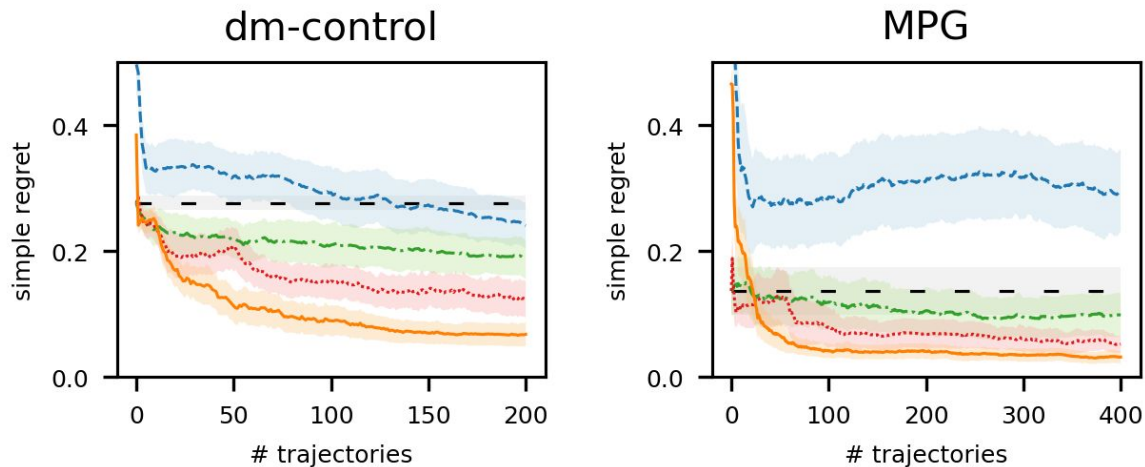 dm-control
simple regret
0.4
0.2
0.0
0 50 100 150 200
# trajectories
MPG
simple regret
0.4
0.2
0.0
0 100 200 300 400
# trajectories